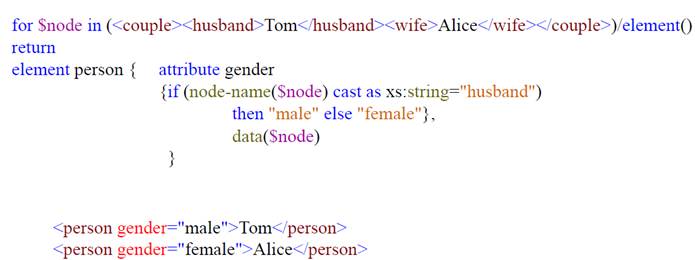 for $node in (<couple><husband>Tom</husband><wife>Alice</wife></couple>)/element()
return
element person { attribute gender
{if (node-name($node) cast as xs:string="husband")
then "male" else "female"},
data($node)
}
<person gender="male">Tom</person>
<person gender="female">Alice</person>